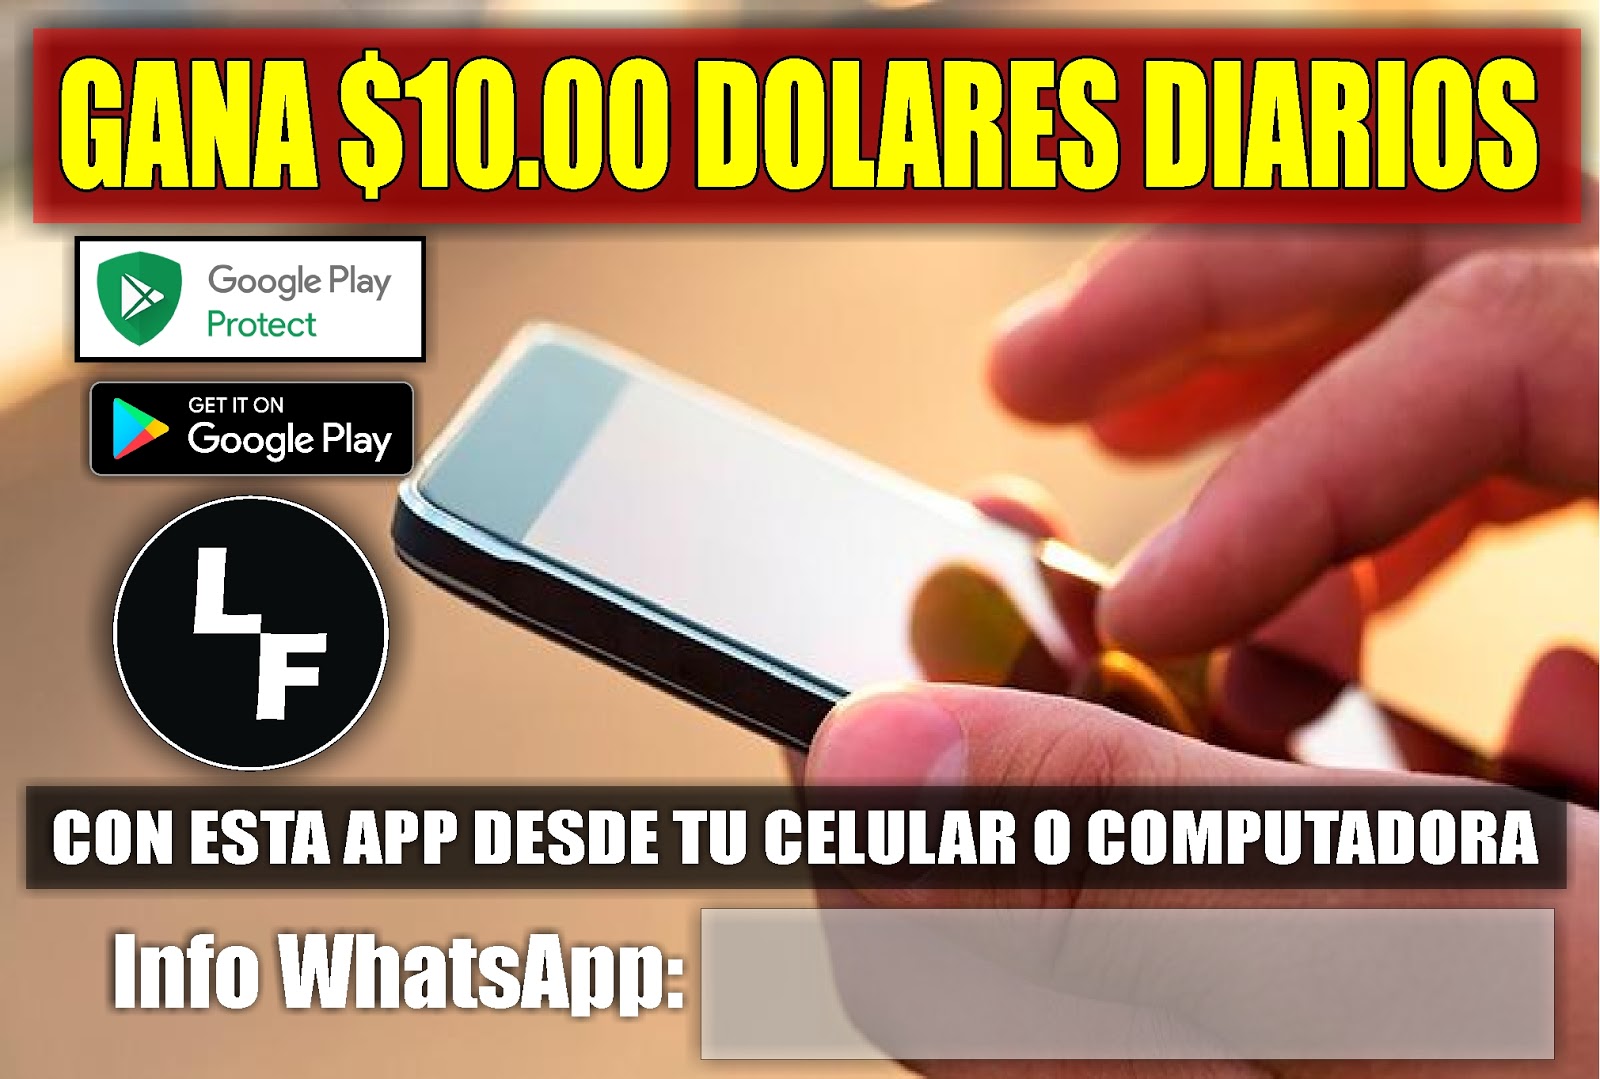 GANA $10.00 DOLARES DIARIOS
Google Play
Protect
GET IT ON
Google Play
L
F
CON ESTA APP DESDE TU CELULAR O COMPUTADORA
Info WhatsApp: